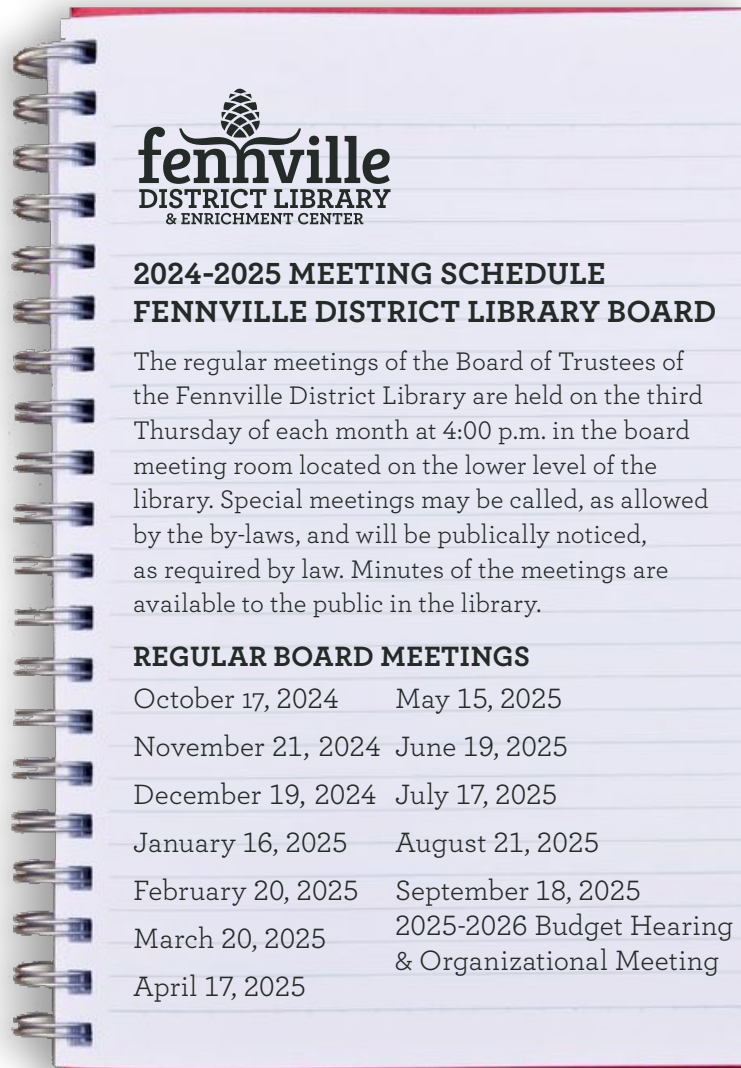 fennville
DISTRICT LIBRARY
& ENRICHMENT CENTER
2024-2025 MEETING SCHEDULE
FENNVILLE DISTRICT LIBRARY BOARD
The regular meetings of the Board of Trustees of
the Fennville District Library are held on the third
Thursday of each month at 4:00 p.m. in the board
meeting room located on the lower level of the
library. Special meetings may be called, as allowed
by the by-laws, and will be publically noticed,
as required by law. Minutes of the meetings are
available to the public in the library.
REGULAR BOARD MEETINGS
October 17, 2024
November 21, 2024
December 19, 2024
January 16, 2025
February 20, 2025
March 20, 2025
April 17, 2025
May 15, 2025
June 19, 2025
July 17, 2025
August 21, 2025
September 18, 2025
2025-2026 Budget Hearing
& Organizational Meeting